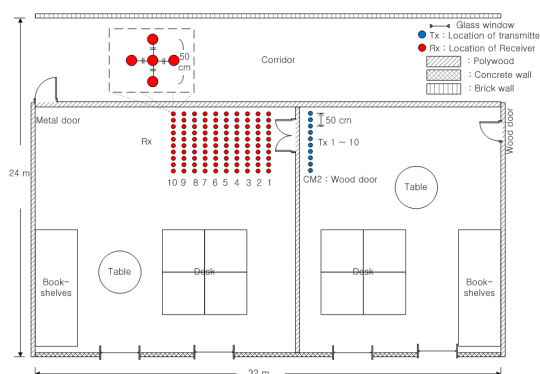 Glass window
Tx : Location of transmitte
Rx : Location of Receiver
: Polywood
: Concrete wall
: Brick wall
50
cm
Corridor
Metal door
Wood door
Rx
50 cm
Tx 1 ~ 10
10 9 8 7 6 5 4 3 2 1
CM2 : Wood door
24 m
Table
Table
Desk
Desk
Book-
shelves
Book-
shelves
32 m